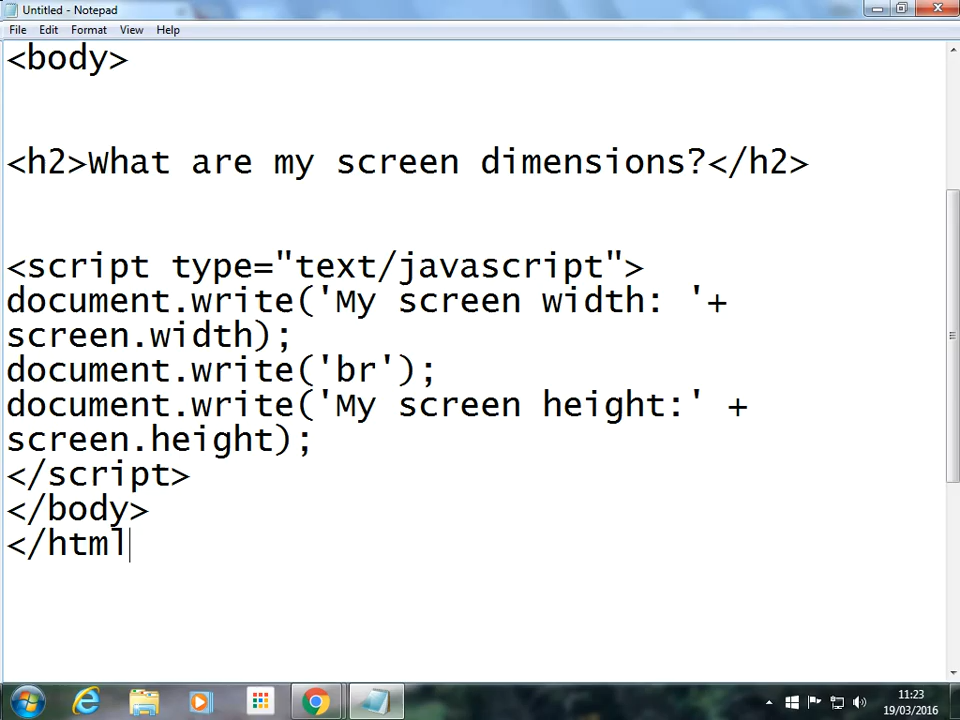 Untitled - Notepad
File Edit Format View Help
<body>
<h2>What are my screen dimensions?</h2>
<script type="text/javascript">
document.write('My screen width: '+
screen.width);
document.write('br');
document.write('My screen height:' +
screen.height);
</script>
</body>
</html
11:23
19/03/2016